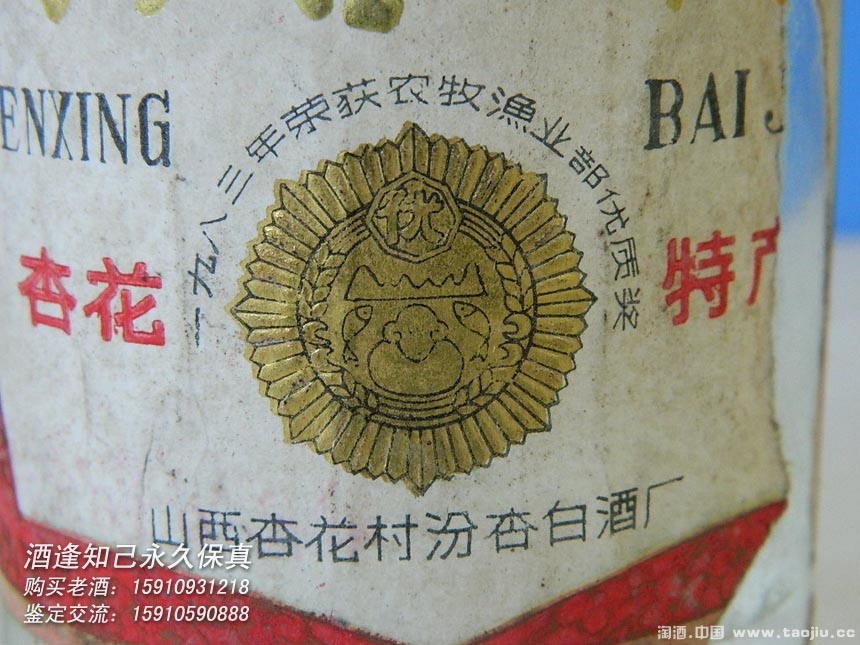 ENXING
BAI J
一九八三年荣获农牧渔业部优质奖
优
杏花
特产
山西杏花村汾杏白酒厂
酒逢知己永久保真
购买老酒：15910931218
鉴定交流：15910590888
淘酒.中国 www.taojiu.cc